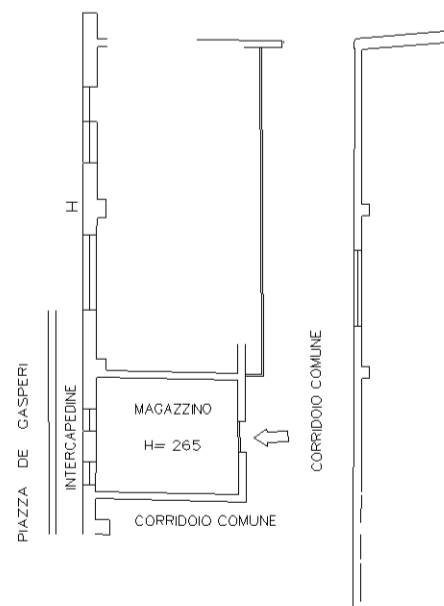 H
PIAZZA DE GASPERI
INTERCAPEDINE
MAGAZZINO
H= 265
CORRIDOIO COMUNE
CORRIDOIO COMUNE